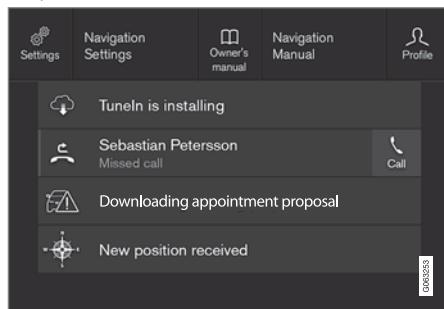 Settings
Navigation
Settings
Owner's
manual
Navigation
Manual
Profile
TuneIn is installing
Sebastian Petersson
Missed call
Call
Downloading appointment proposal
New position received
G063253